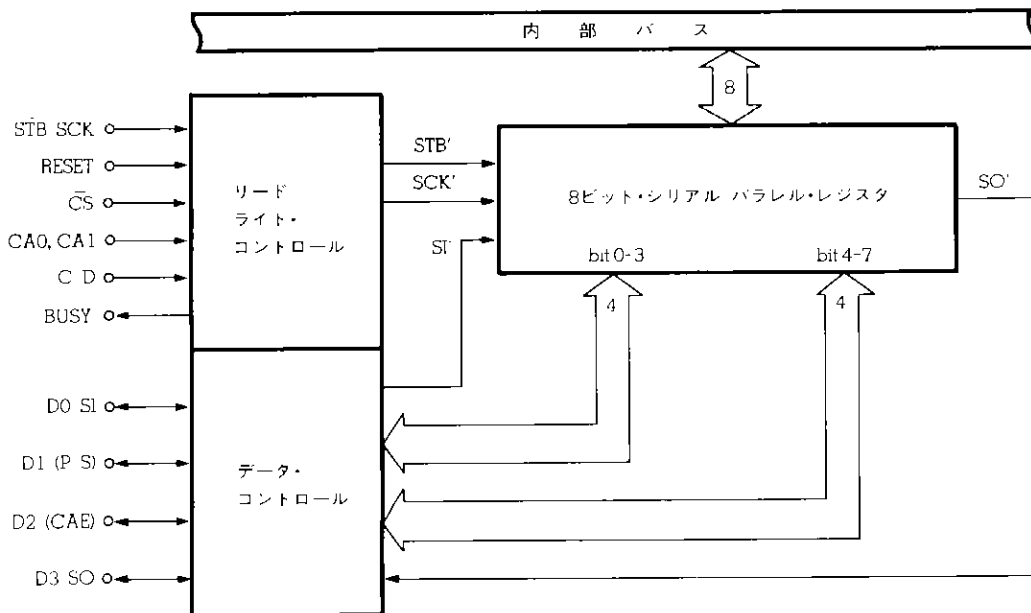 内部バス
8
STB SCK
RESET
CS
CA0, CA1
C D
BUSY
リード
ライト・
コントロール
STB'
SCK'
SI'
8ビット・シリアル パラレル・レジスタ
bit 0-3
bit 4-7
SO'
4
4
D0 SI
D1 (P S)
D2 (CAE)
D3 SO
データ・
コントロール